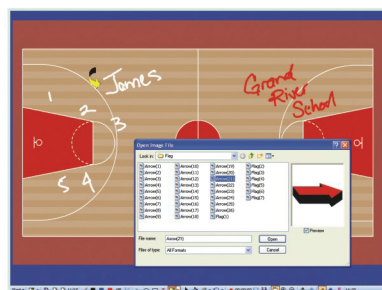 James
Grand
River
School
1
2
3
4
5
Open Image File
Look in: Flag
Arrow(1) Arrow(10) Arrow(19) Flag(2)
Arrow(2) Arrow(11) Arrow(20) Flag(3)
Arrow(3) Arrow(12) Arrow(21) Flag(4)
Arrow(4) Arrow(13) Arrow(22) Flag(5)
Arrow(5) Arrow(14) Arrow(23) Flag(6)
Arrow(6) Arrow(15) Arrow(24) Flag(7)
Arrow(7) Arrow(16) Arrow(25)
Arrow(8) Arrow(17) Arrow(26)
Arrow(9) Arrow(18) Flag(1)
Preview
File name: Arrow(21) Open
Files of type: All Formats Cancel